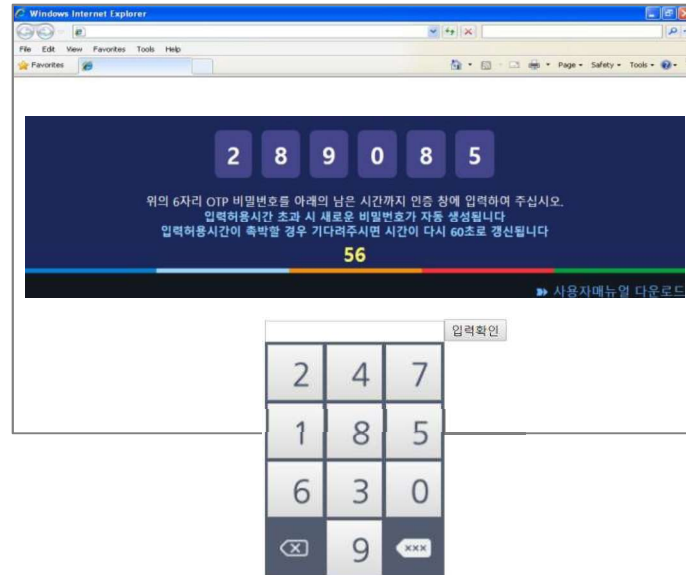 Windows Internet Explorer
File Edit View Favorites Tools Help
Favorites Page Safety Tools
2 8 9 0 8 5
위의 6자리 OTP 비밀번호를 아래의 남은 시간까지 인증 창에 입력하여 주십시오.
입력허용시간 초과 시 새로운 비밀번호가 자동 생성됩니다
입력허용시간이 촉박할 경우 기다려주시면 시간이 다시 60초로 갱신됩니다
56
사용자매뉴얼 다운로드
입력확인
2 4 7
1 8 5
6 3 0
9